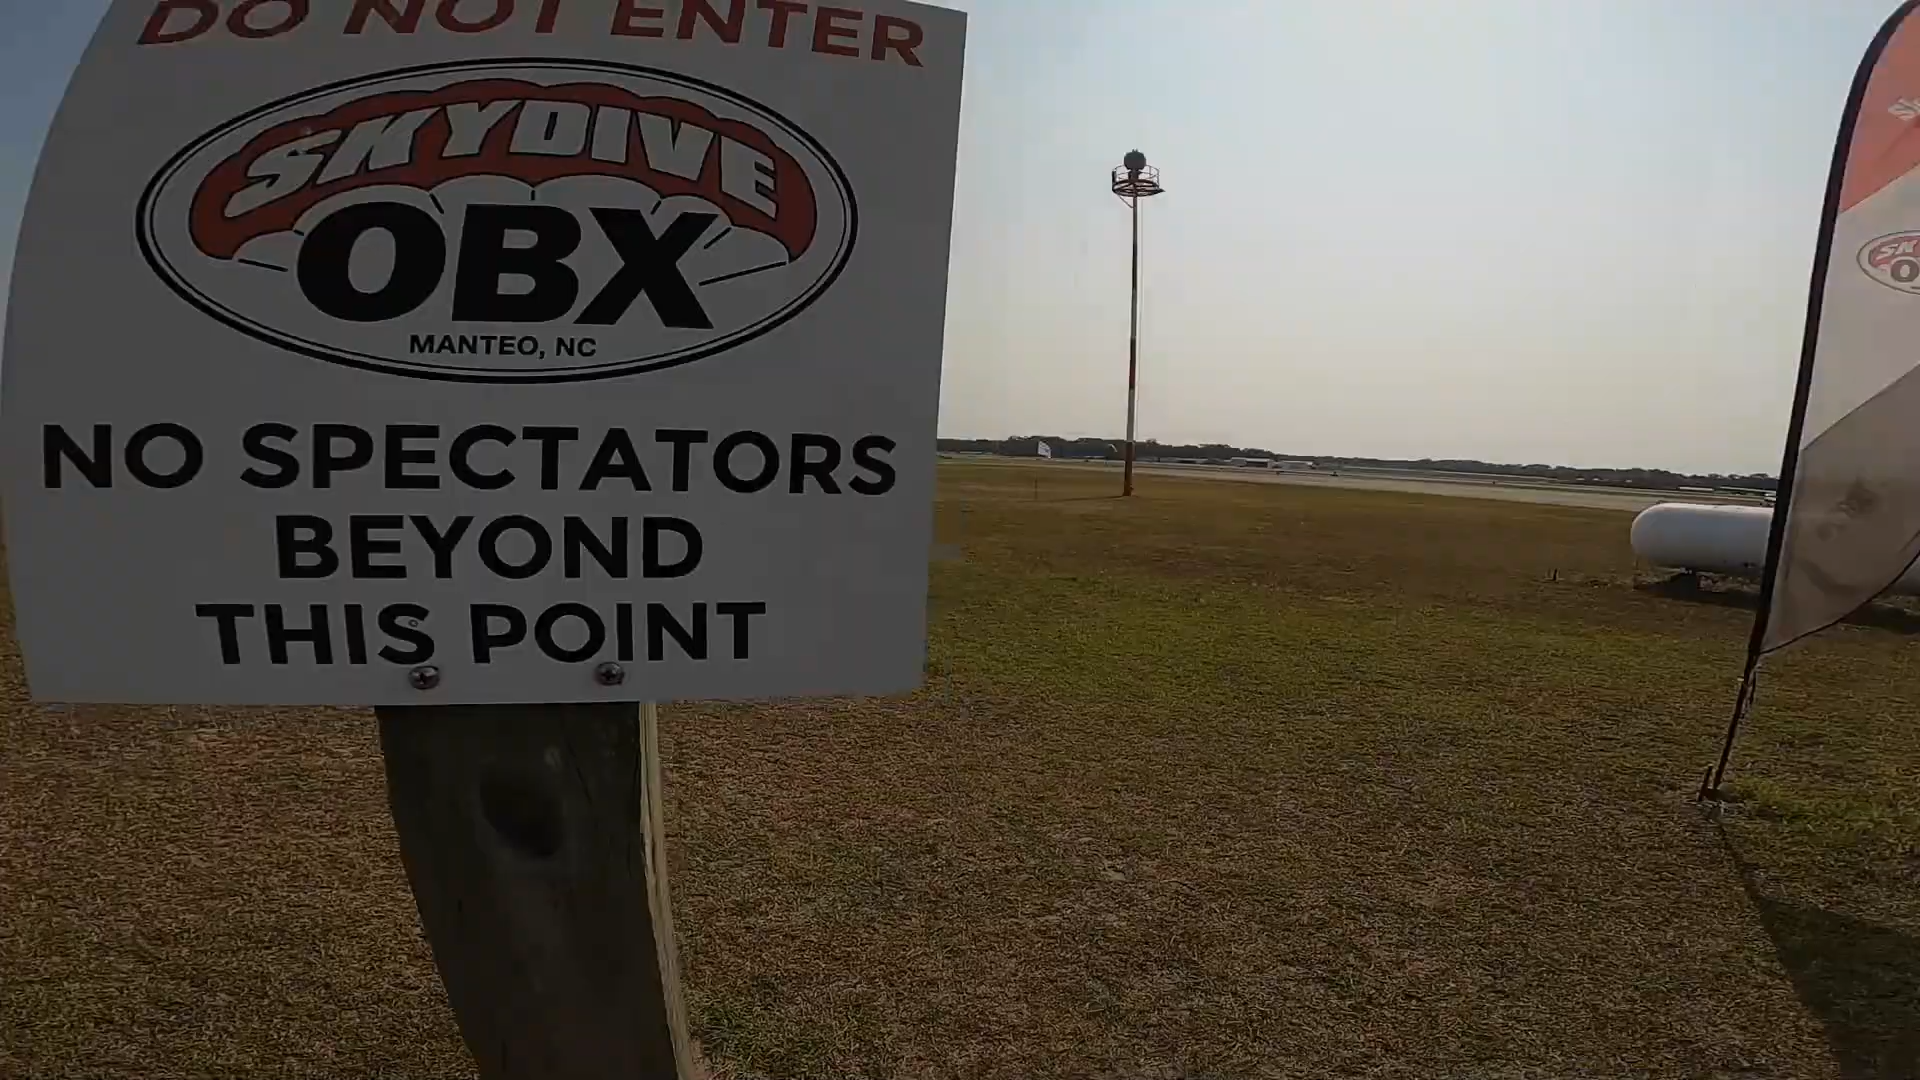 DO NOT ENTER
SKYDIVE
OBX
MANTEO, NC
NO SPECTATORS
BEYOND
THIS POINT